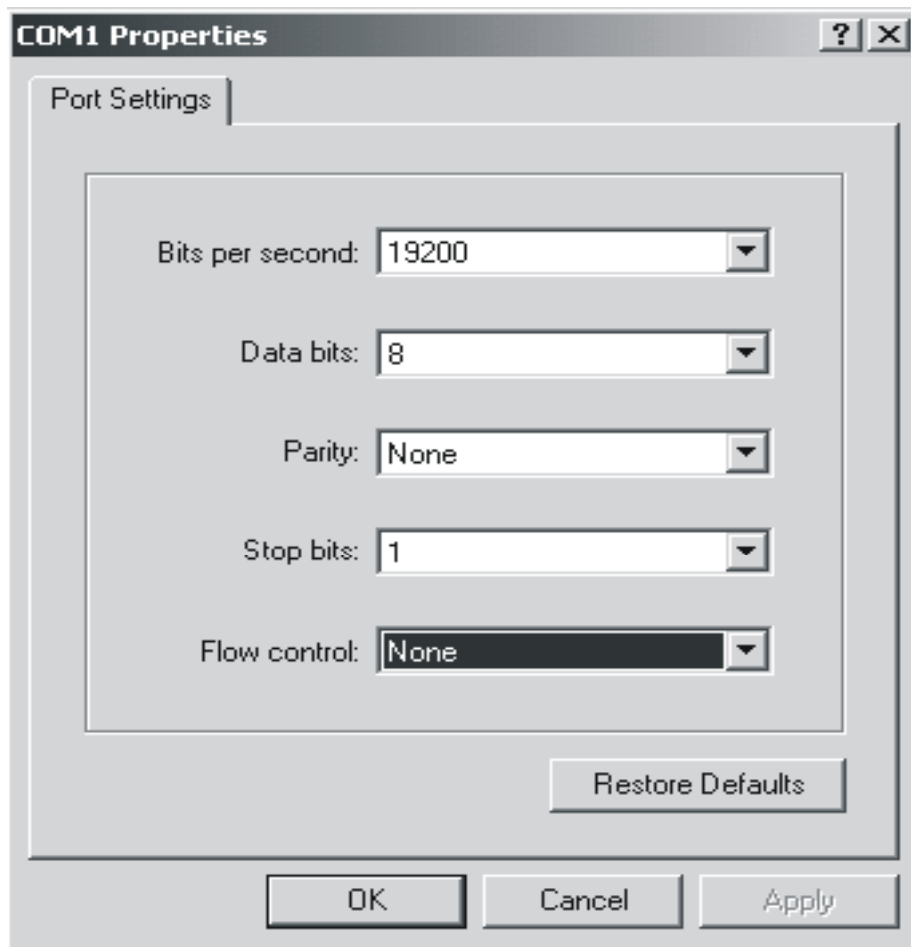 COM1 Properties
Port Settings
Bits per second: 19200
Data bits: 8
Parity: None
Stop bits: 1
Flow control: None
Restore Defaults
OK Cancel Apply